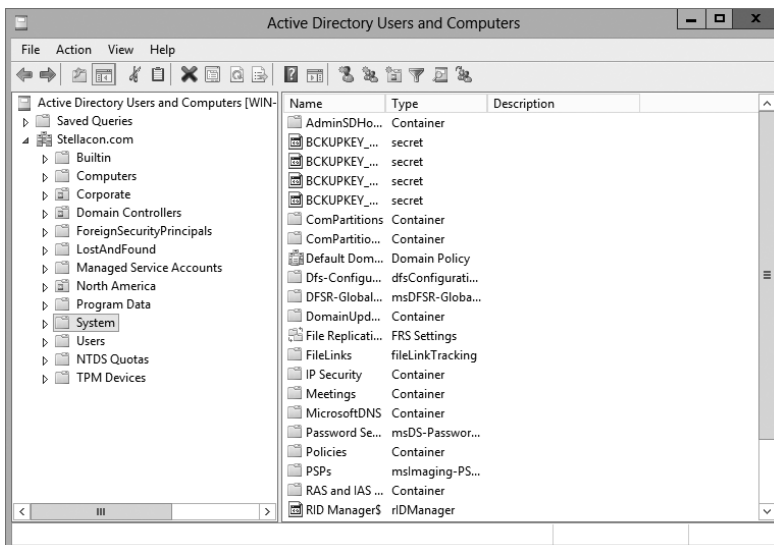 Active Directory Users and Computers
File Action View Help
Active Directory Users and Computers [WIN-
Saved Queries
Stellacon.com
Builtin
Computers
Corporate
Domain Controllers
ForeignSecurityPrincipals
LostAndFound
Managed Service Accounts
North America
Program Data
System
Users
NTDS Quotas
TPM Devices
Name Type Description
AdminSDHo... Container
BCKUPKEY_... secret
BCKUPKEY_... secret
BCKUPKEY_... secret
BCKUPKEY_... secret
ComPartitions Container
ComPartitio... Container
Default Dom... Domain Policy
Dfs-Configu... dfsConfigurati...
DFSR-Global... msDFSR-Globa...
DomainUpd... Container
File Replicati... FRS Settings
FileLinks fileLinkTracking
IP Security Container
Meetings Container
MicrosoftDNS Container
Password Se... msDS-Passwor...
Policies Container
PSPs msImaging-PS...
RAS and IAS ... Container
RID Manager$ rIDManager